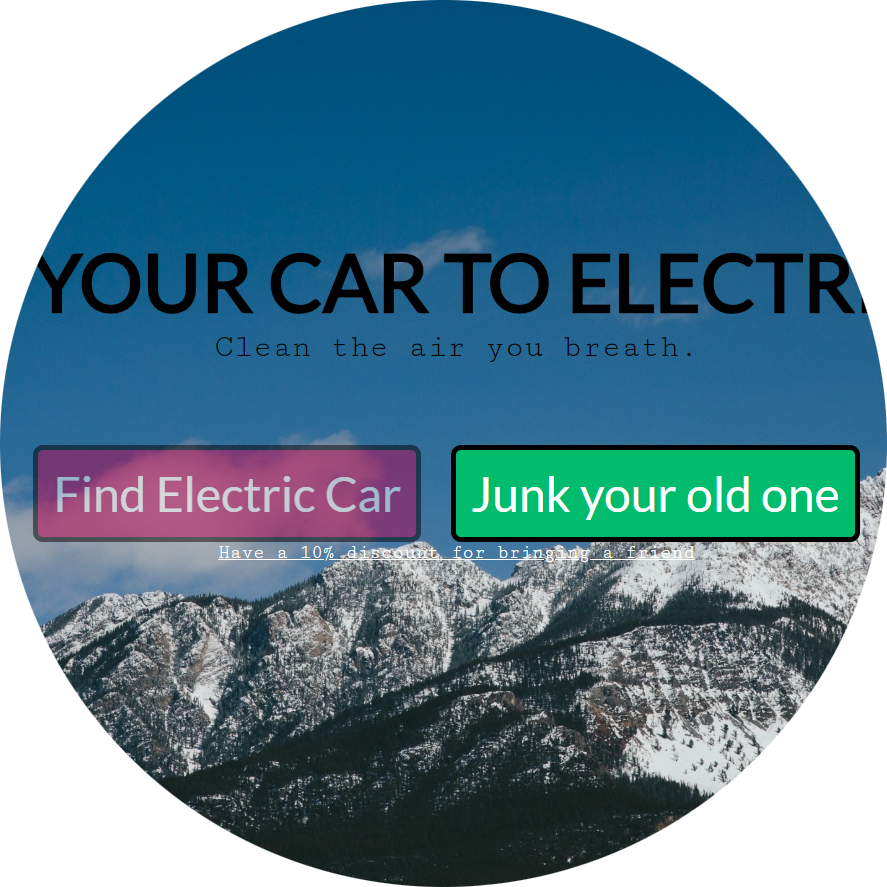 YOUR CAR TO ELECTR
Clean the air you breath.
Find Electric Car
Junk your old one
Have a 10% discount for bringing a friend